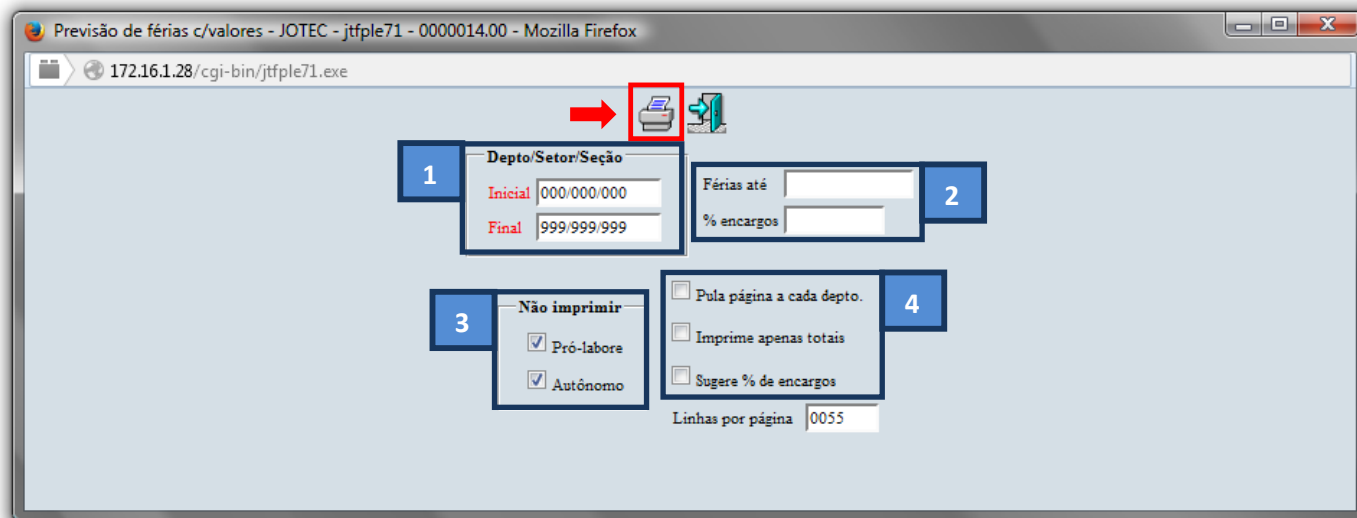 Previsão de férias c/valores - JOTEC - jtfple71 - 0000014.00 - Mozilla Firefox
172.16.1.28/cgi-bin/jtfple71.exe
1
Depto/Setor/Seção
Inicial 000/000/000
Final 999/999/999
Férias até
% encargos
2
3
Não imprimir
Pró-labore
Autônomo
Pula página a cada depto.
Imprime apenas totais
Sugere % de encargos
4
Linhas por página 0055